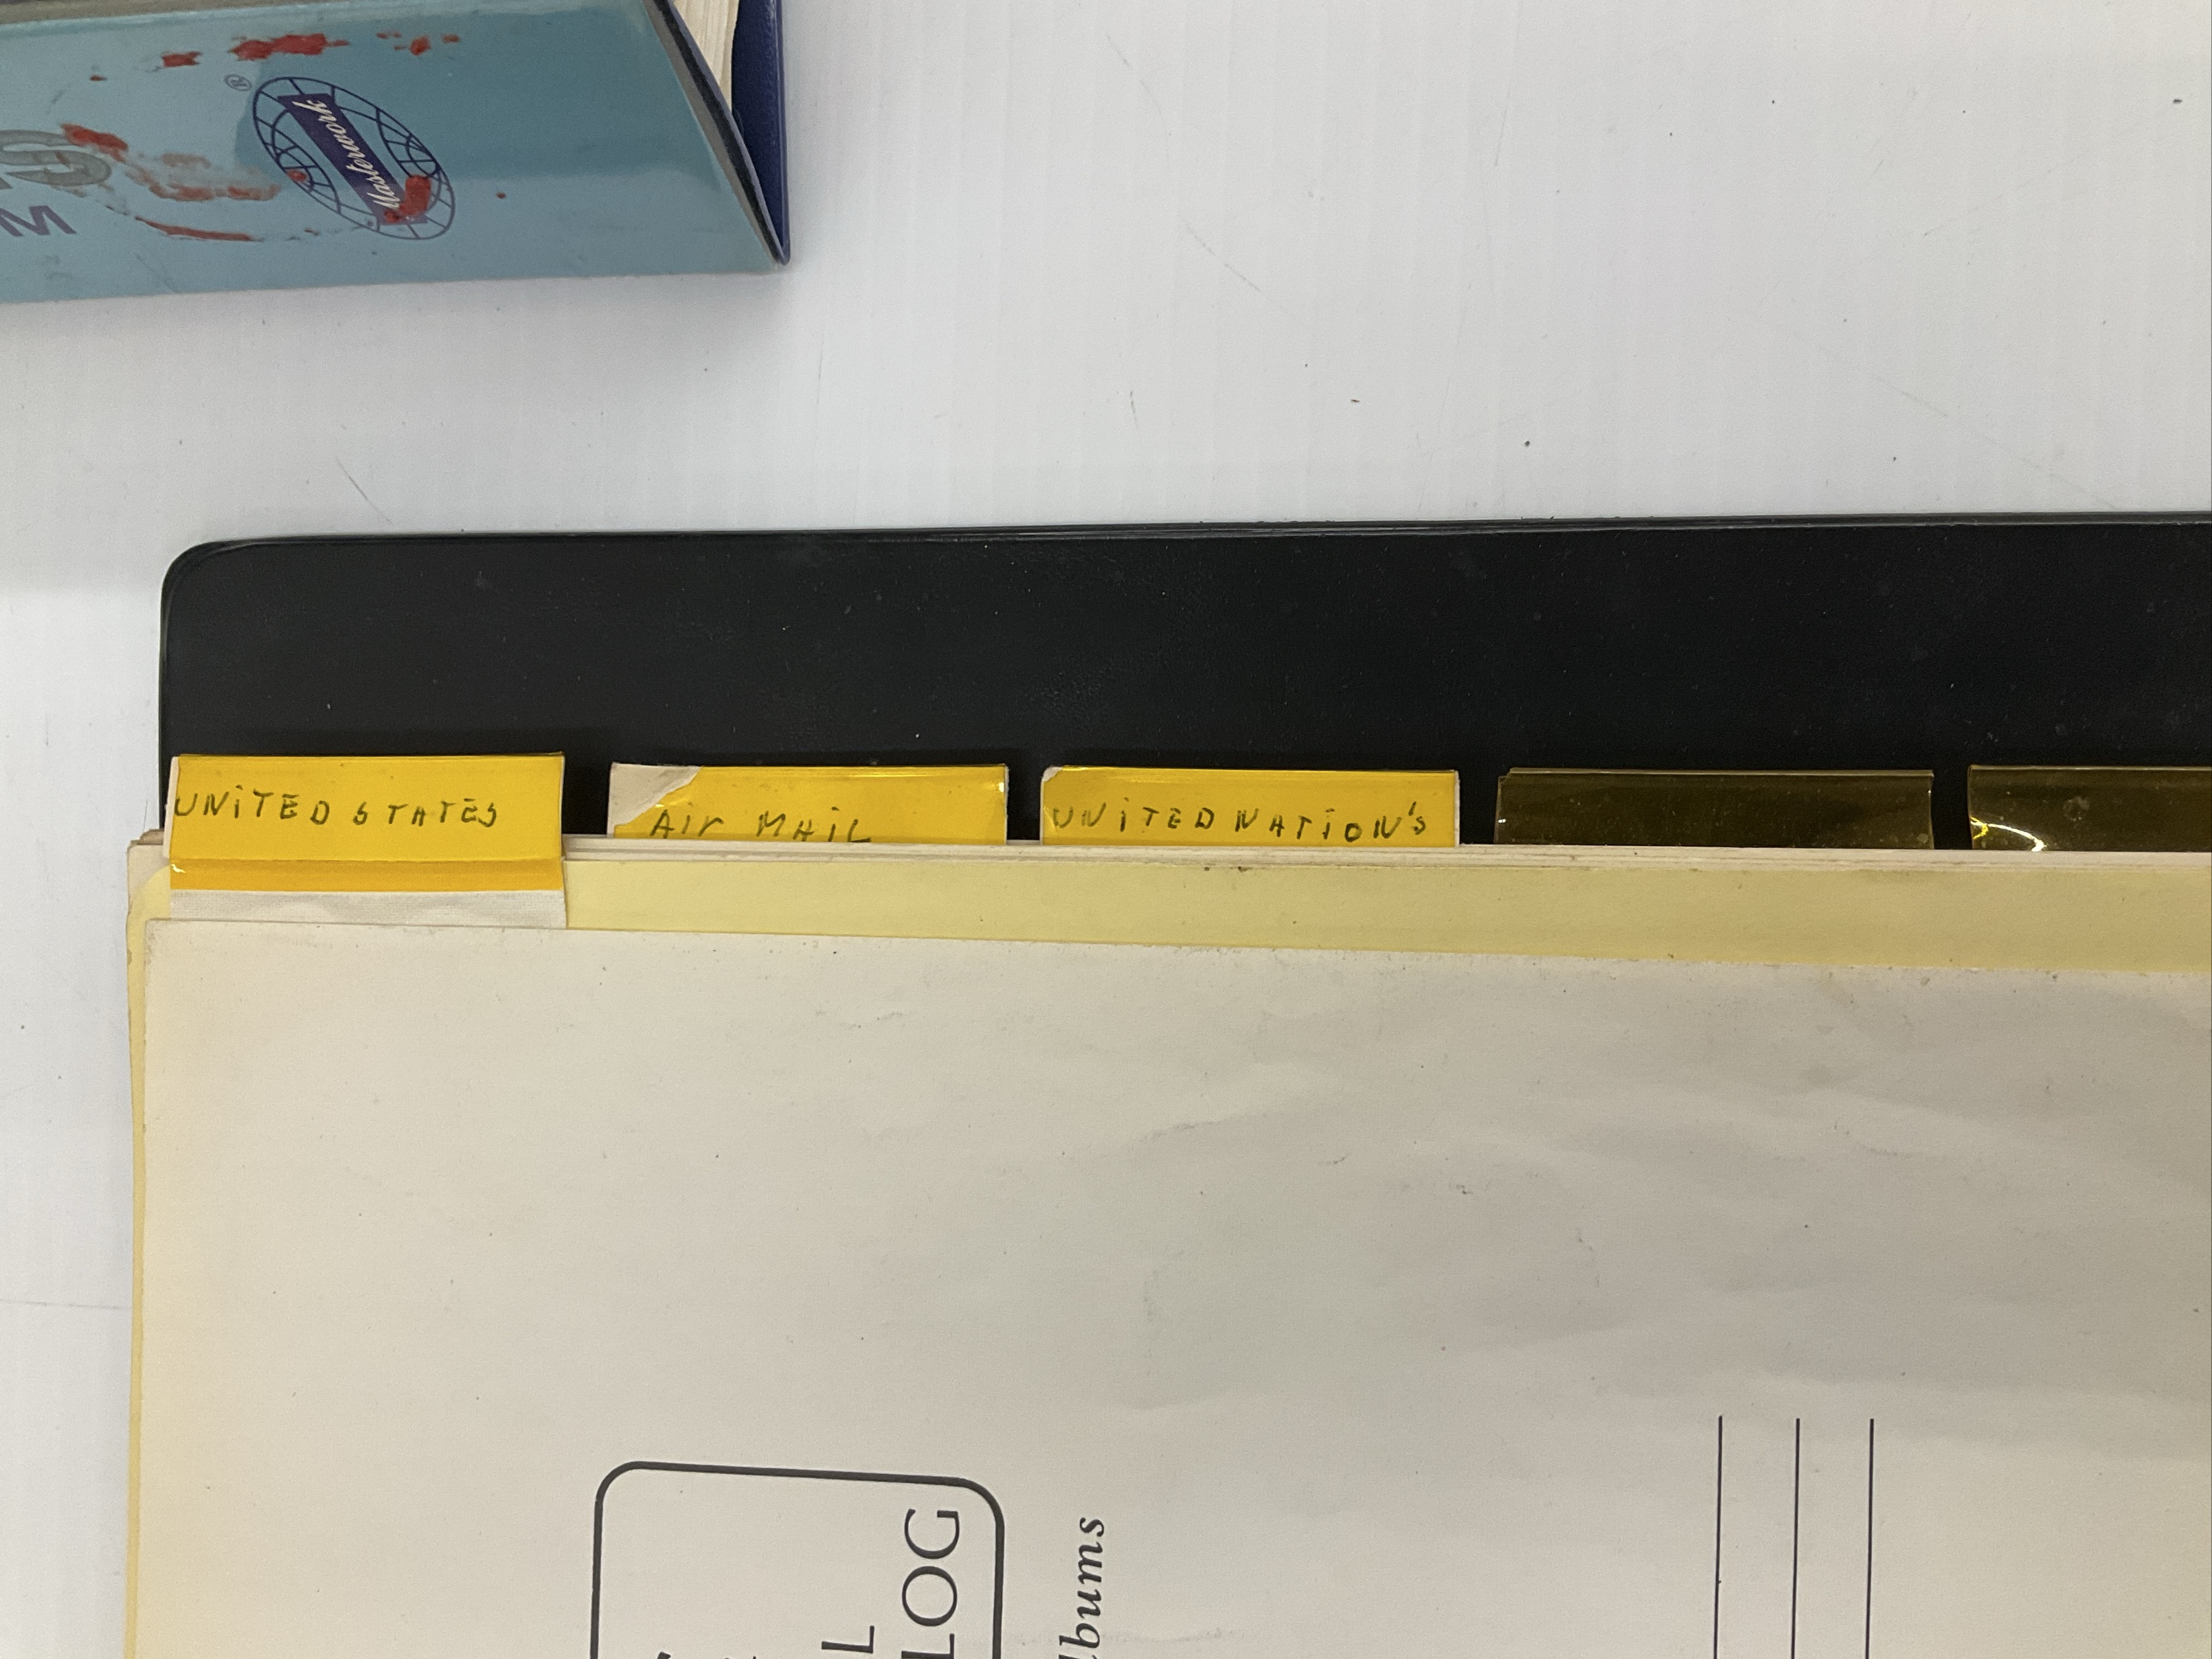 Masterwork ®
M
UNiTED STATES
Air MAiL
UNiTED NATiON's
L
LOG
lbums